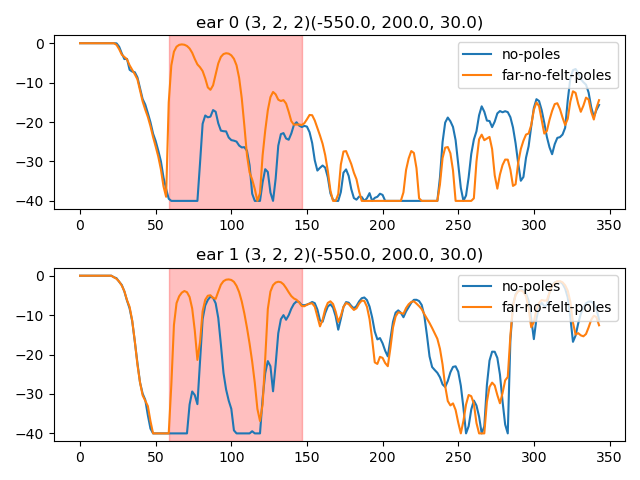 ear 0 (3, 2, 2)(-550.0, 200.0, 30.0)
0
−10
−20
−30
−40
no-poles
far-no-felt-poles
0 50 100 150 200 250 300 350
ear 1 (3, 2, 2)(-550.0, 200.0, 30.0)
0
−10
−20
−30
−40
no-poles
far-no-felt-poles
0 50 100 150 200 250 300 350